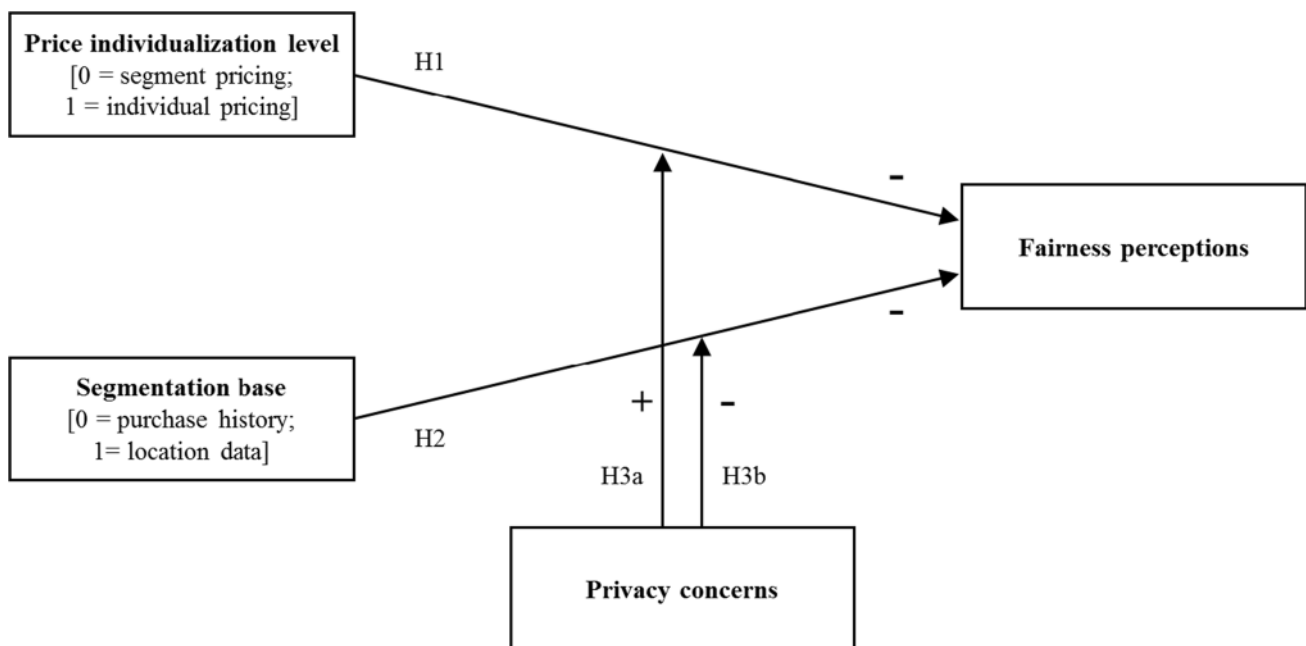 Price individualization level
[0 = segment pricing;
1 = individual pricing]
H1
-
Fairness perceptions
-
Segmentation base
[0 = purchase history;
1= location data]
H2
+
-
H3a
H3b
Privacy concerns